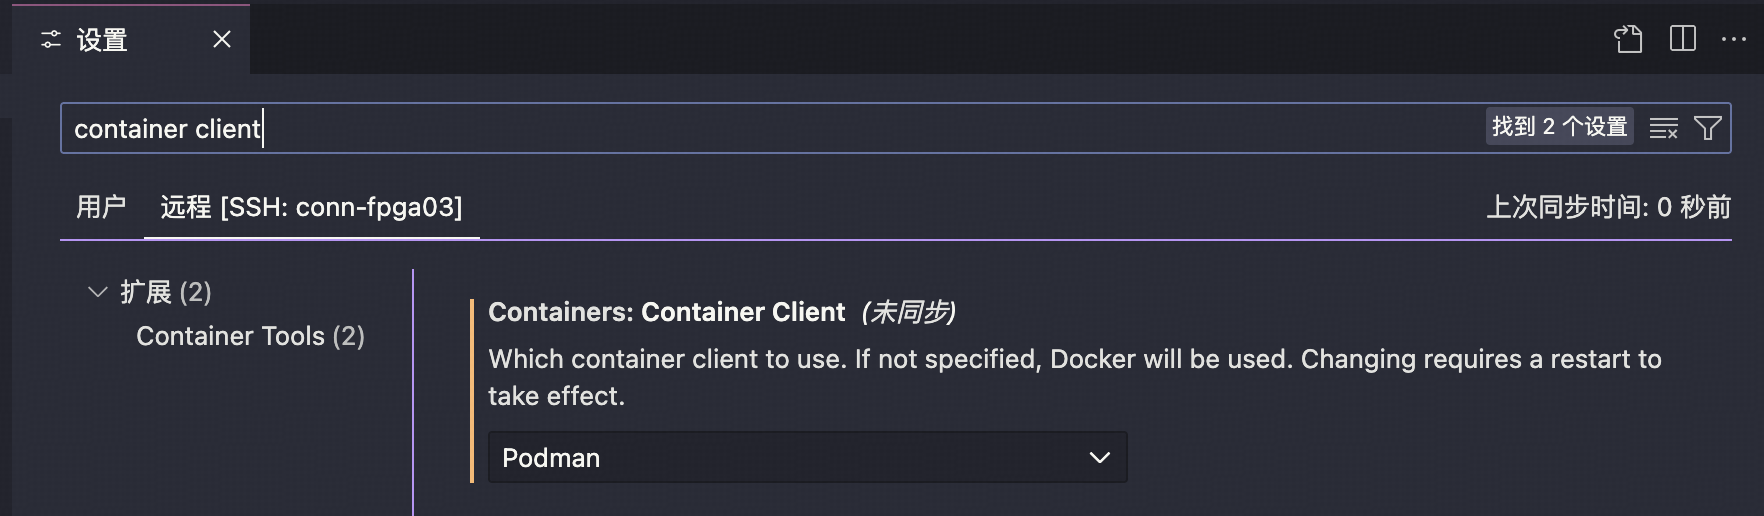 设置
container client
找到 2 个设置
用户
远程 [SSH: conn-fpga03]
上次同步时间: 0 秒前
扩展 (2)
Container Tools (2)
Containers: Container Client (未同步)
Which container client to use. If not specified, Docker will be used. Changing requires a restart to
take effect.
Podman